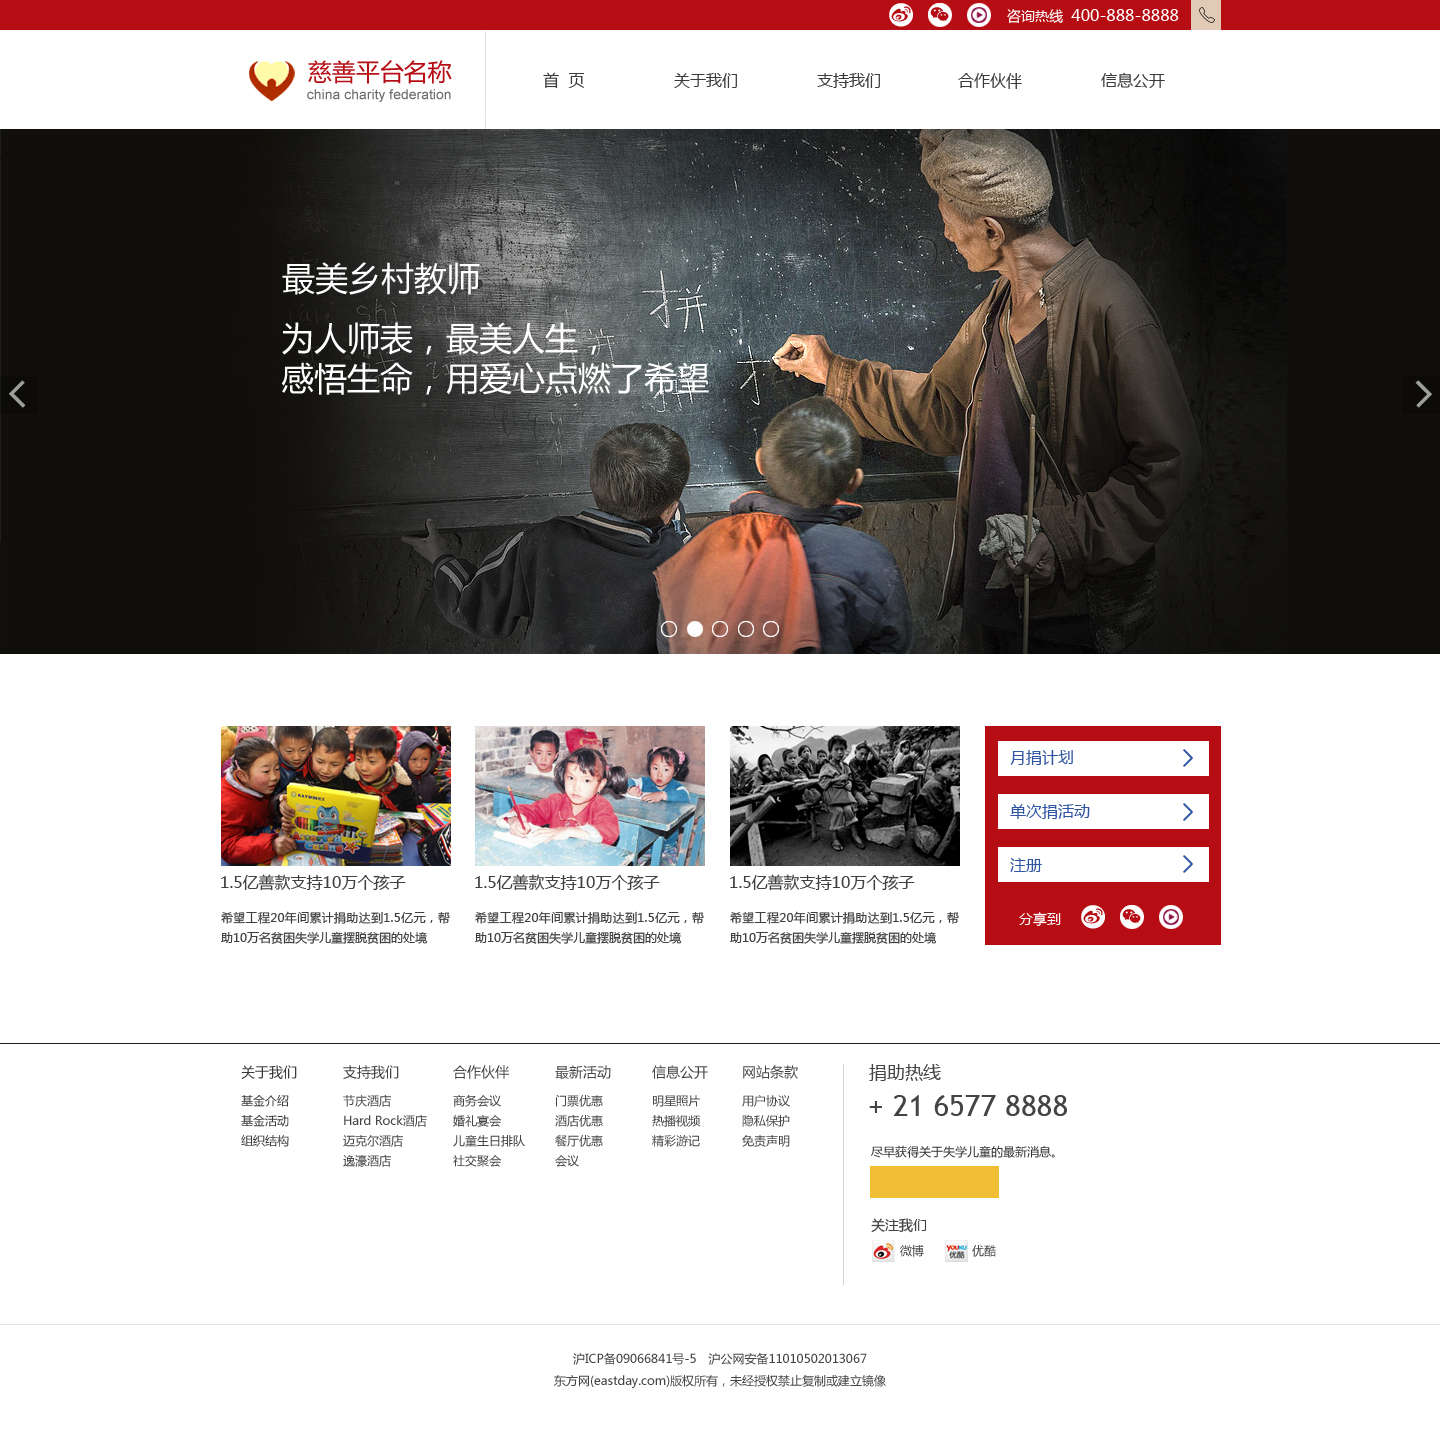 咨询热线 400-888-8888
慈善平台名称
china charity federation
首 页
关于我们
支持我们
合作伙伴
信息公开
最美乡村教师
为人师表，最美人生，
感悟生命，用爱心点燃了希望
拼
1.5亿善款支持10万个孩子
希望工程20年间累计捐助达到1.5亿元，帮
助10万名贫困失学儿童摆脱贫困的处境
1.5亿善款支持10万个孩子
希望工程20年间累计捐助达到1.5亿元，帮
助10万名贫困失学儿童摆脱贫困的处境
1.5亿善款支持10万个孩子
希望工程20年间累计捐助达到1.5亿元，帮
助10万名贫困失学儿童摆脱贫困的处境
月捐计划
单次捐活动
注册
分享到
关于我们
基金介绍
基金活动
组织结构
支持我们
节庆酒店
Hard Rock酒店
迈克尔酒店
逸濠酒店
合作伙伴
商务会议
婚礼宴会
儿童生日排队
社交聚会
最新活动
门票优惠
酒店优惠
餐厅优惠
会议
信息公开
明星照片
热播视频
精彩游记
网站条款
用户协议
隐私保护
免责声明
捐助热线
+ 21 6577 8888
尽早获得关于失学儿童的最新消息。
关注我们
微博
YOUKU
优酷
优酷
沪ICP备09066841号-5 沪公网安备11010502013067
东方网(eastday.com)版权所有，未经授权禁止复制或建立镜像